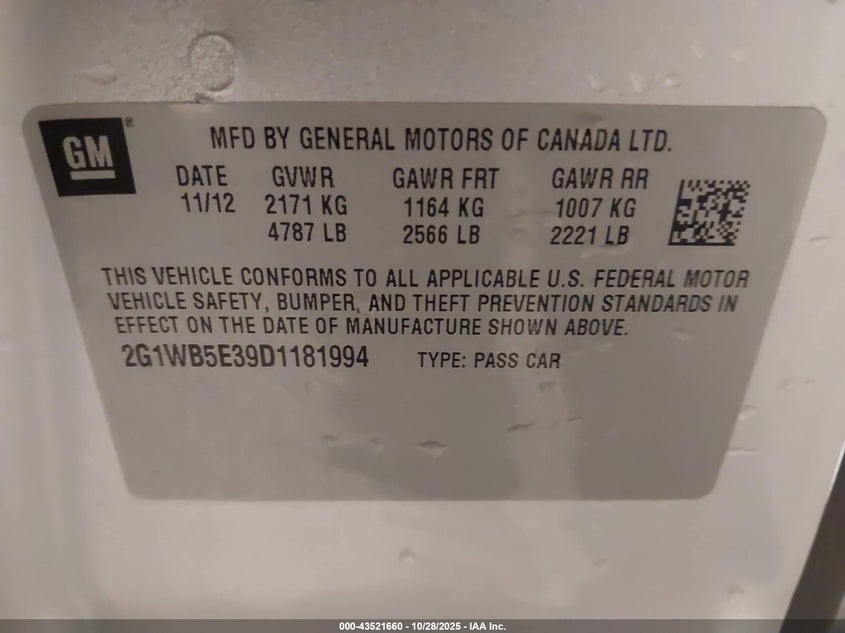 GM®
MFD BY GENERAL MOTORS OF CANADA LTD.
DATE GVWR GAWR FRT GAWR RR
11/12 2171 KG 1164 KG 1007 KG
4787 LB 2566 LB 2221 LB
THIS VEHICLE CONFORMS TO ALL APPLICABLE U.S. FEDERAL MOTOR
VEHICLE SAFETY, BUMPER, AND THEFT PREVENTION STANDARDS IN
EFFECT ON THE DATE OF MANUFACTURE SHOWN ABOVE.
2G1WB5E39D1181994 TYPE: PASS CAR
000-43521660 - 10/28/2025 - IAA Inc.